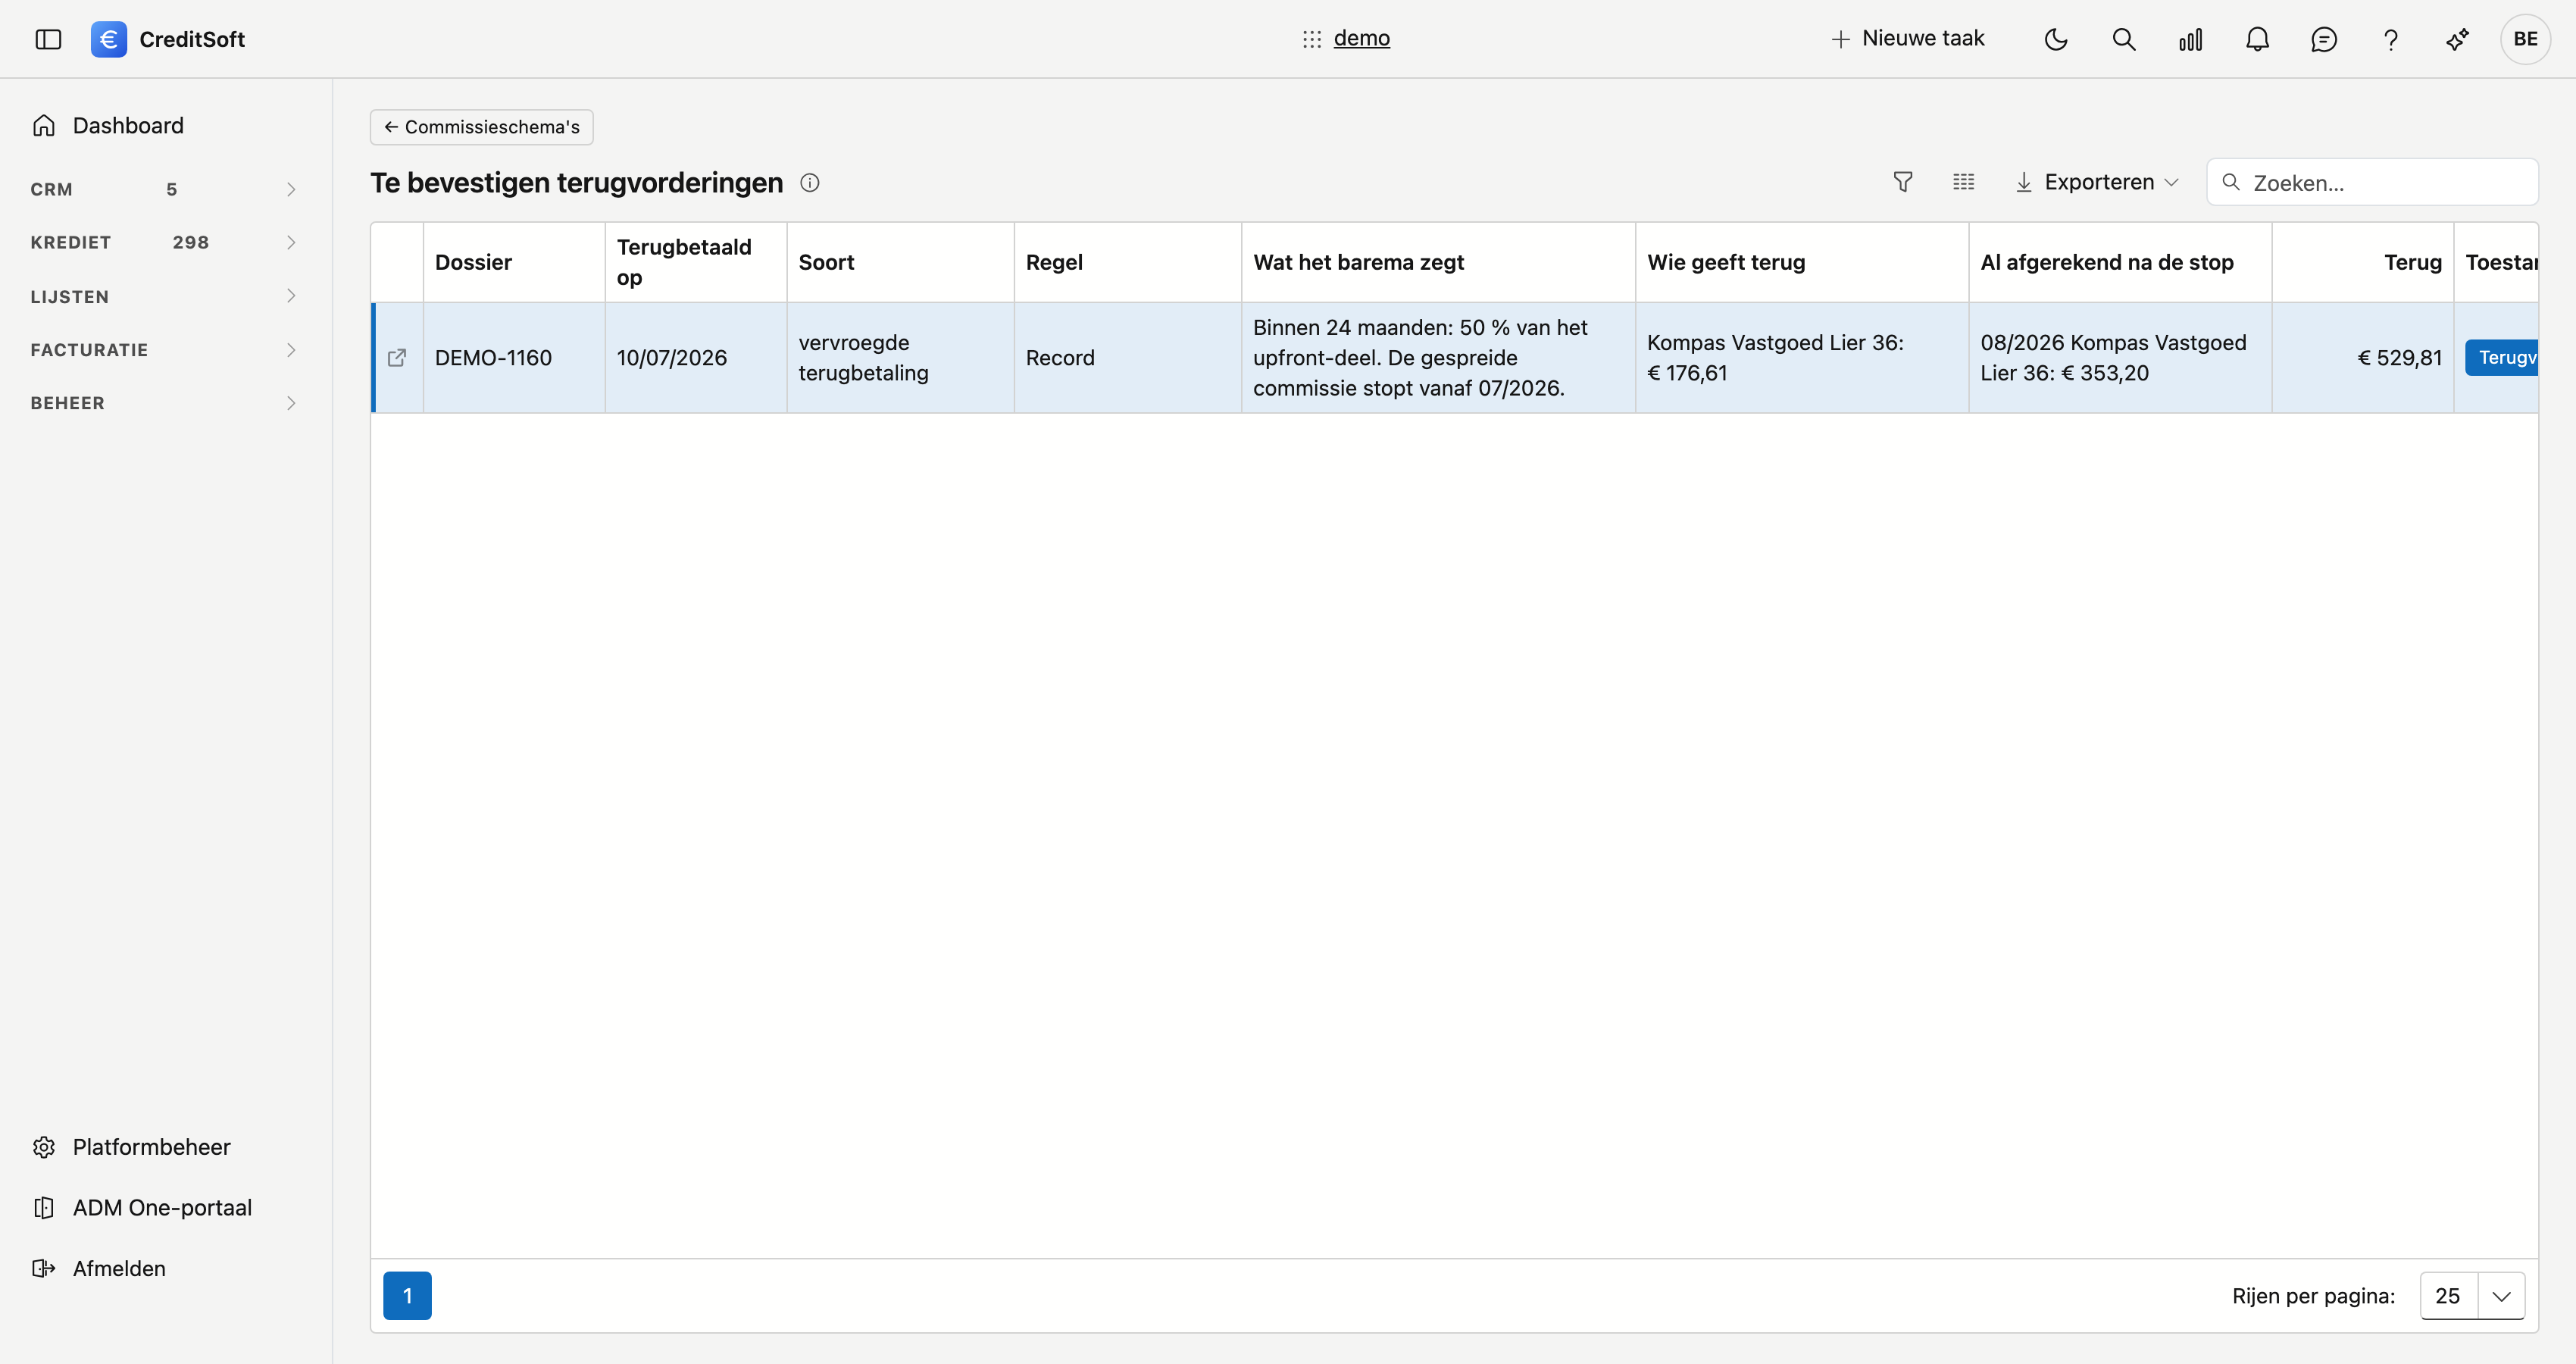 CreditSoft
demo
Nieuwe taak
BE
Dashboard
CRM 5
KREDIET 298
LIJSTEN
FACTURATIE
BEHEER
Platformbeheer
ADM One-portaal
Afmelden
← Commissieschema's
Te bevestigen terugvorderingen
Exporteren
Zoeken...
Dossier
Terugbetaald
op
Soort
Regel
Wat het barema zegt
Wie geeft terug
Al afgerekend na de stop
Terug
Toestan
DEMO-1160
10/07/2026
vervroegde
terugbetaling
Record
Binnen 24 maanden: 50 % van het
upfront-deel. De gespreide
commissie stopt vanaf 07/2026.
Kompas Vastgoed Lier 36:
€ 176,61
08/2026 Kompas Vastgoed
Lier 36: € 353,20
€ 529,81
Terugv
1
Rijen per pagina: 25